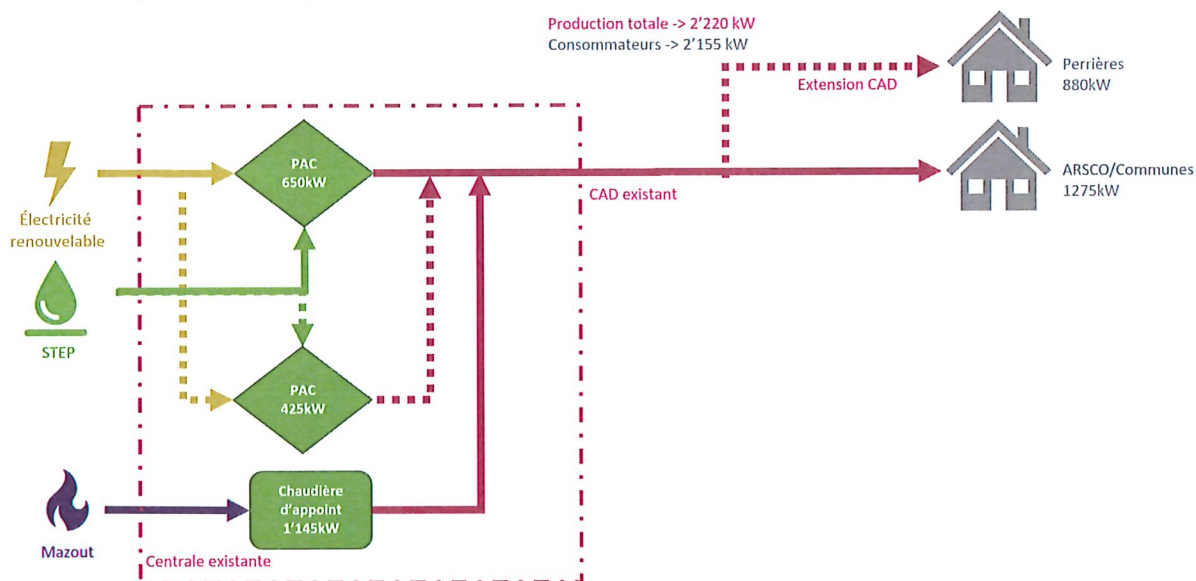 Production totale -> 2'220 kW
Consommateurs -> 2'155 kW
Perrières
880kW
Extension CAD
PAC
650kW
ARSCO/Communes
1275kW
CAD existant
Électricité
renouvelable
STEP
PAC
425kW
Chaudière
d'appoint
1'145kW
Mazout
Centrale existante